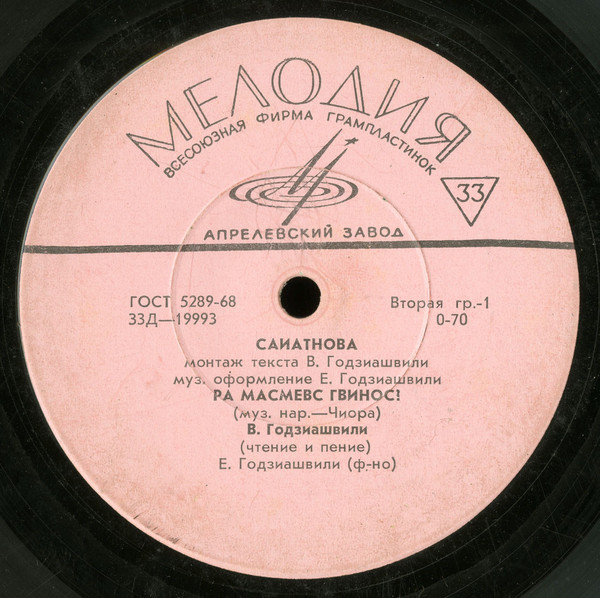 МЕЛОДИЯ
ВСЕСОЮЗНАЯ ФИРМА ГРАМПЛАСТИНОК
33
АПРЕЛЕВСКИЙ ЗАВОД
ГОСТ 5289-68
33Д—19993
Вторая гр.-1
0-70
САИАТНОВА
монтаж текста В. Годзиашвили
муз. оформление Е. Годзиашвили
РА МАСМЕВС ГВИНОС!
(муз. нар.—Чиора)
В. Годзиашвили
(чтение и пение)
Е. Годзиашвили (ф-но)